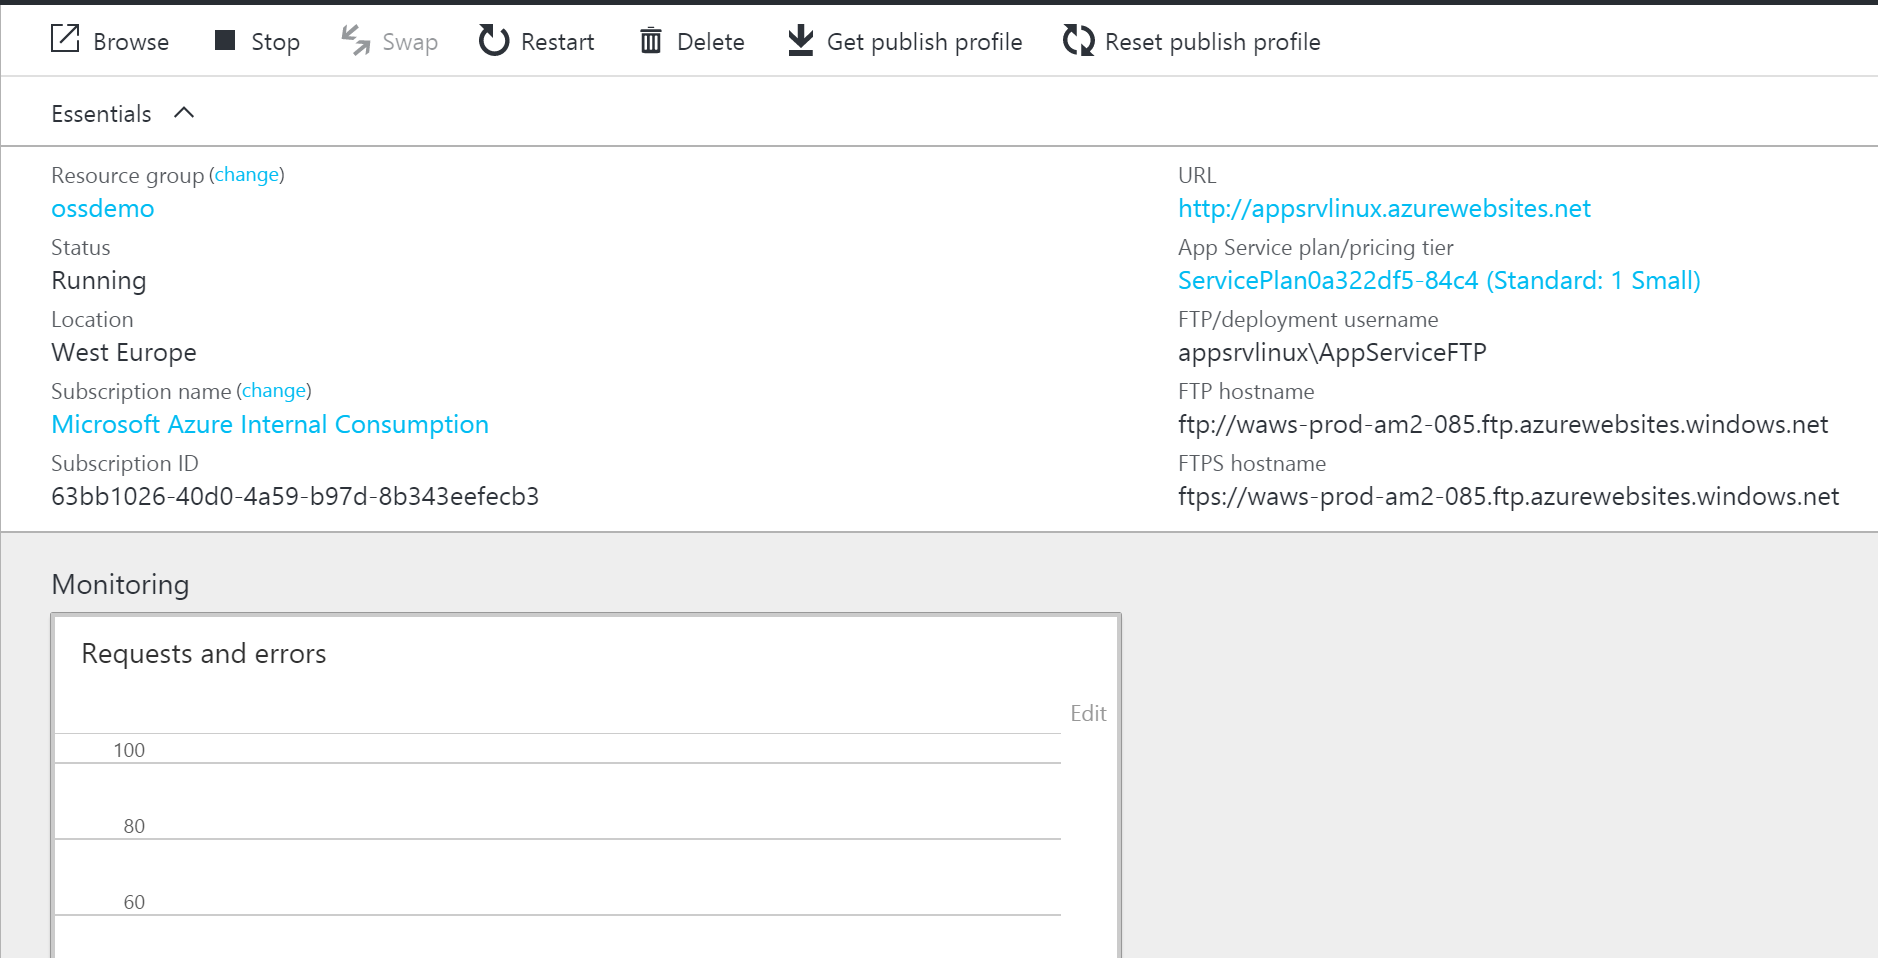 Browse Stop Swap Restart Delete Get publish profile Reset publish profile
Essentials
Resource group (change)
ossdemo
Status
Running
Location
West Europe
Subscription name (change)
Microsoft Azure Internal Consumption
Subscription ID
63bb1026-40d0-4a59-b97d-8b343eefecb3
URL
http://appsrvlinux.azurewebsites.net
App Service plan/pricing tier
ServicePlan0a322df5-84c4 (Standard: 1 Small)
FTP/deployment username
appsrvlinux\AppServiceFTP
FTP hostname
ftp://waws-prod-am2-085.ftp.azurewebsites.windows.net
FTPS hostname
ftps://waws-prod-am2-085.ftp.azurewebsites.windows.net
Monitoring
Requests and errors
Edit
100
80
60